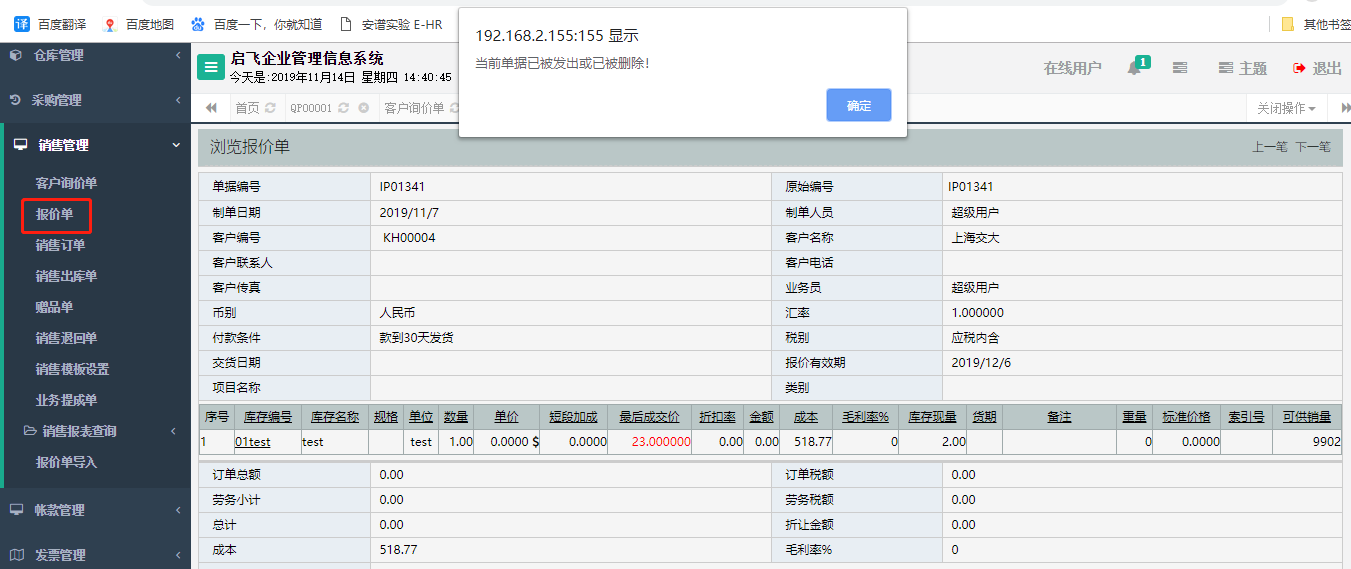 译 百度翻译 百度地图 百度一下，你就知道 安谱实验 E-HR 其他书签
192.168.2.155:155 显示
当前单据已被发出或已被删除!
确定
仓库管理
采购管理
销售管理
客户询价单
报价单
销售订单
销售出库单
赠品单
销售退回单
销售模板设置
业务提成单
销售报表查询
报价单导入
帐款管理
发票管理
启飞企业管理信息系统
今天是:2019年11月14日 星期四 14:40:45
在线用户 1 主题 退出
首页 QP00001 客户询价单 关闭操作
浏览报价单 上一笔 下一笔
单据编号 IP01341 原始编号 IP01341
制单日期 2019/11/7 制单人员 超级用户
客户编号 KH00004 客户名称 上海交大
客户联系人 客户电话
客户传真 业务员 超级用户
币别 人民币 汇率 1.000000
付款条件 款到30天发货 税别 应税内含
交货日期 报价有效期 2019/12/6
项目名称 类别
序号 库存编号 库存名称 规格 单位 数量 单价 短段加成 最后成交价 折扣率 金额 成本 毛利率% 库存现量 货期 备注 重量 标准价格 索引号 可供销量
1 01test test test 1.00 0.0000 $ 0.0000 23.000000 0.00 0.00 518.77 0 2.00 0 0.0000 9902
订单总额 0.00 订单税额 0.00
劳务小计 0.00 劳务税额 0.00
总计 0.00 折让金额 0.00
成本 518.77 毛利率% 0